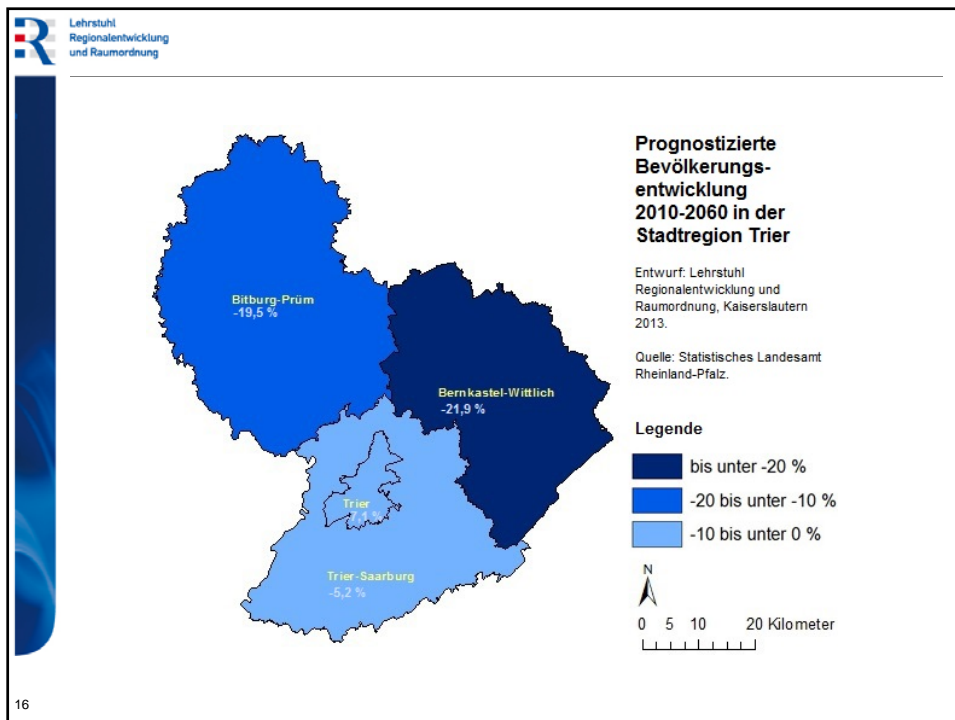 Lehrstuhl
Regionalentwicklung
und Raumordnung
Prognostizierte
Bevölkerungs-
entwicklung
2010-2060 in der
Stadtregion Trier
Entwurf: Lehrstuhl
Regionalentwicklung und
Raumordnung, Kaiserslautern
2013.
Quelle: Statistisches Landesamt
Rheinland-Pfalz.
Bitburg-Prüm
-19,5 %
Bernkastel-Wittlich
-21,9 %
Trier
-7,1 %
Trier-Saarburg
-5,2 %
Legende
bis unter -20 %
-20 bis unter -10 %
-10 bis unter 0 %
N
0 5 10 20 Kilometer
16